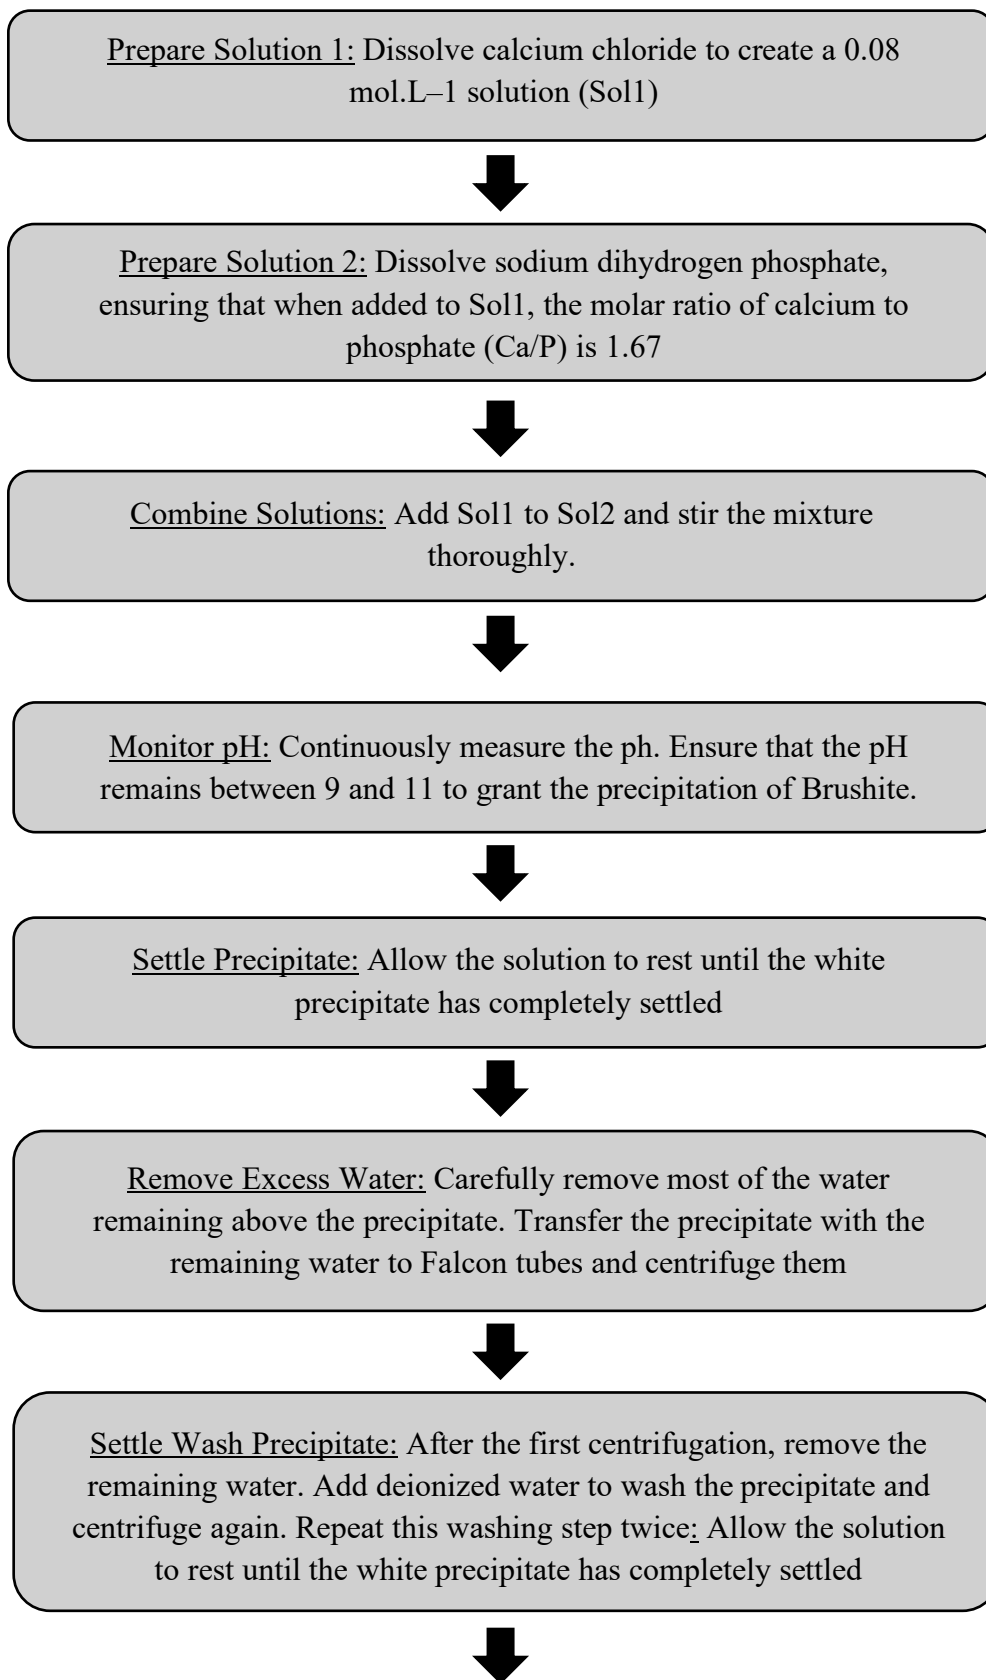 Prepare Solution 1: Dissolve calcium chloride to create a 0.08
mol.L–1 solution (Sol1)
Prepare Solution 2: Dissolve sodium dihydrogen phosphate,
ensuring that when added to Sol1, the molar ratio of calcium to
phosphate (Ca/P) is 1.67
Combine Solutions: Add Sol1 to Sol2 and stir the mixture
thoroughly.
Monitor pH: Continuously measure the ph. Ensure that the pH
remains between 9 and 11 to grant the precipitation of Brushite.
Settle Precipitate: Allow the solution to rest until the white
precipitate has completely settled
Remove Excess Water: Carefully remove most of the water
remaining above the precipitate. Transfer the precipitate with the
remaining water to Falcon tubes and centrifuge them
Settle Wash Precipitate: After the first centrifugation, remove the
remaining water. Add deionized water to wash the precipitate and
centrifuge again. Repeat this washing step twice: Allow the solution
to rest until the white precipitate has completely settled